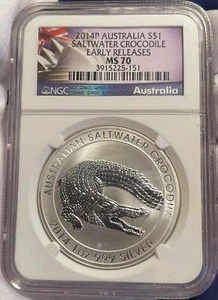 2014P AUSTRALIA S$1
SALTWATER CROCODILE
EARLY RELEASES
MS 70
3915225-151
NGC
Australia
AUSTRALIAN SALTWATER CROCODILE
2014 1oz 999 SILVER